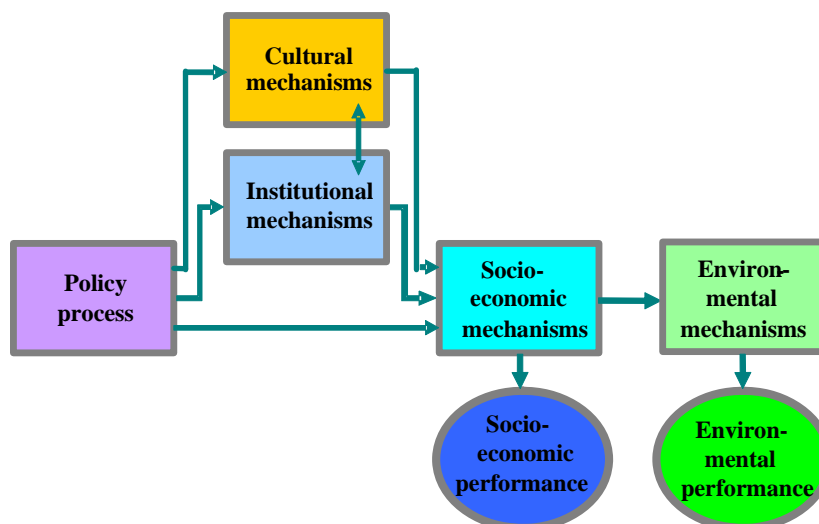 Cultural
mechanisms
Institutional
mechanisms
Policy
process
Socio-
economic
mechanisms
Environ-
mental
mechanisms
Socio-
economic
performance
Environ-
mental
performance